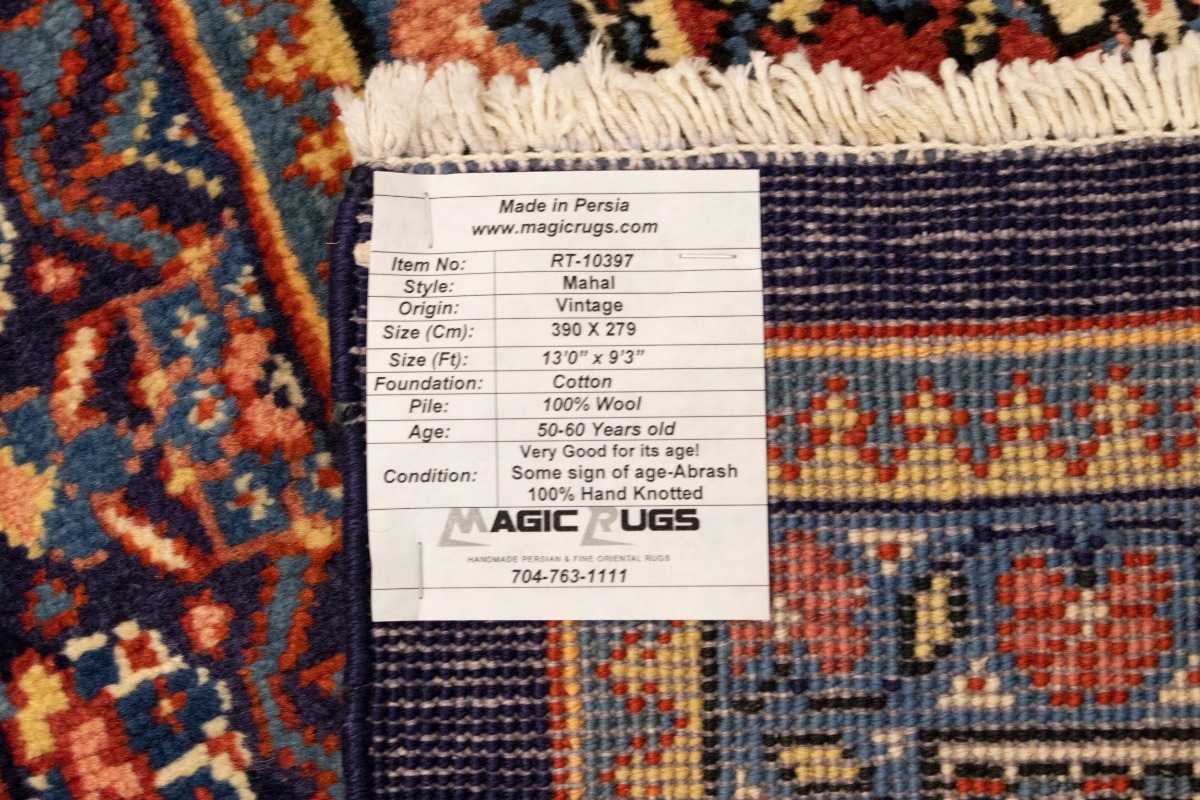 Made in Persia
www.magicrugs.com
Item No: RT-10397
Style: Mahal
Origin: Vintage
Size (Cm): 390 X 279
Size (Ft): 13'0" x 9'3"
Foundation: Cotton
Pile: 100% Wool
Age: 50-60 Years old
Condition: Very Good for its age!
Some sign of age-Abrash
100% Hand Knotted
MAGIC RUGS
HANDMADE PERSIAN & FINE ORIENTAL RUGS
704-763-1111